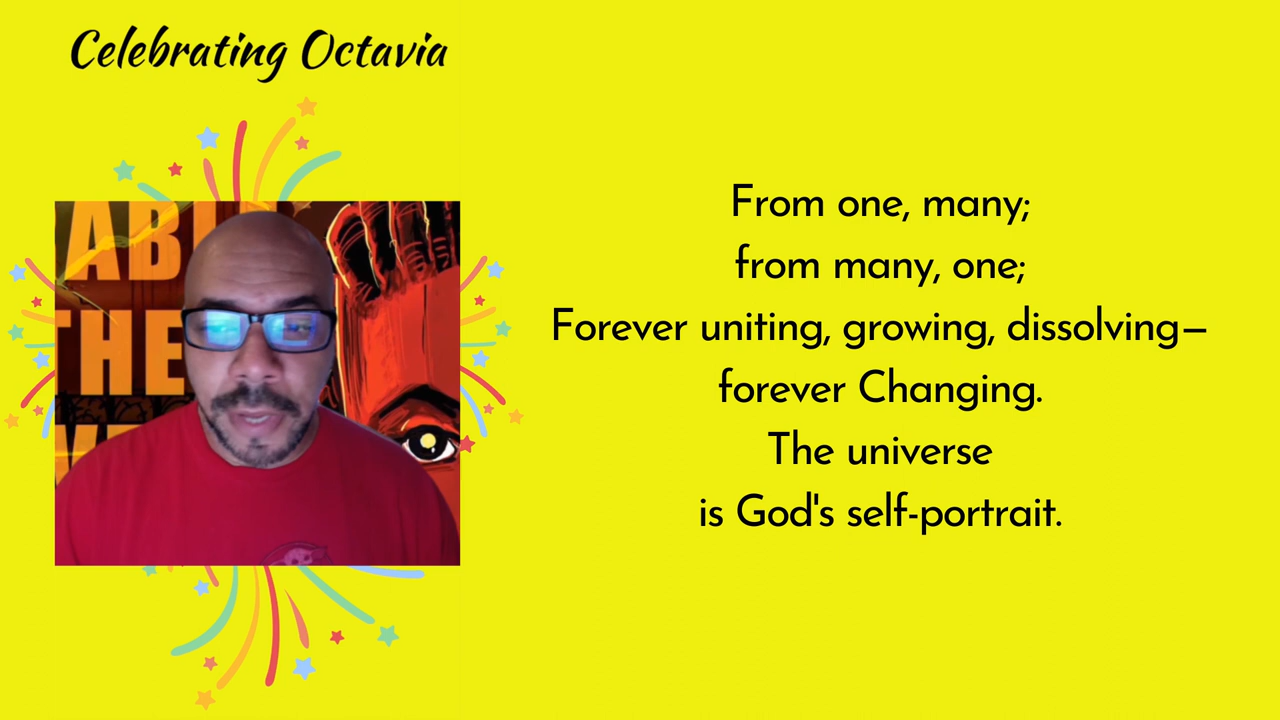 Celebrating Octavia
THE
From one, many;
from many, one;
Forever uniting, growing, dissolving—
forever Changing.
The universe
is God's self-portrait.